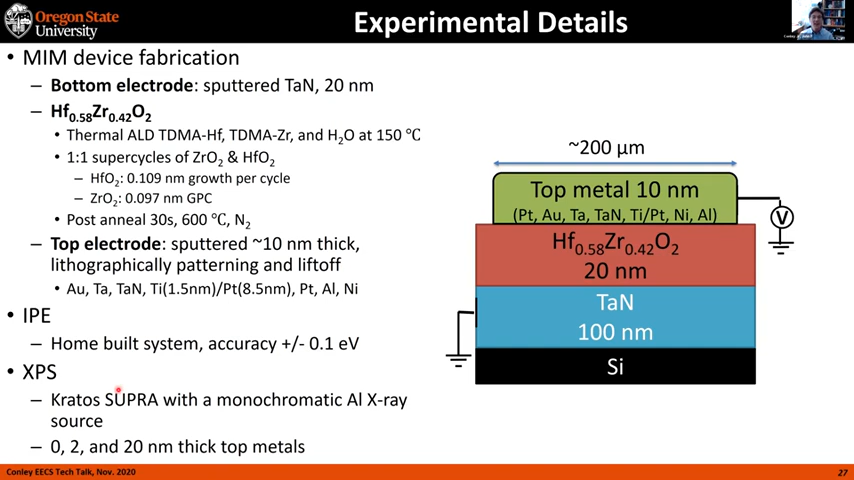 Oregon State
University
Experimental Details
• MIM device fabrication
– Bottom electrode: sputtered TaN, 20 nm
– Hf0.58Zr0.42O2
• Thermal ALD TDMA-Hf, TDMA-Zr, and H2O at 150 ℃
• 1:1 supercycles of ZrO2 & HfO2
– HfO2: 0.109 nm growth per cycle
– ZrO2: 0.097 nm GPC
• Post anneal 30s, 600 ℃, N2
– Top electrode: sputtered ~10 nm thick,
lithographically patterning and liftoff
• Au, Ta, TaN, Ti(1.5nm)/Pt(8.5nm), Pt, Al, Ni
• IPE
– Home built system, accuracy +/- 0.1 eV
• XPS
– Kratos SUPRA with a monochromatic Al X-ray
source
– 0, 2, and 20 nm thick top metals
~200 µm
Top metal 10 nm
(Pt, Au, Ta, TaN, Ti/Pt, Ni, Al)
V
Hf0.58Zr0.42O2
20 nm
TaN
100 nm
Si
Conley EECS Tech Talk, Nov. 2020
27